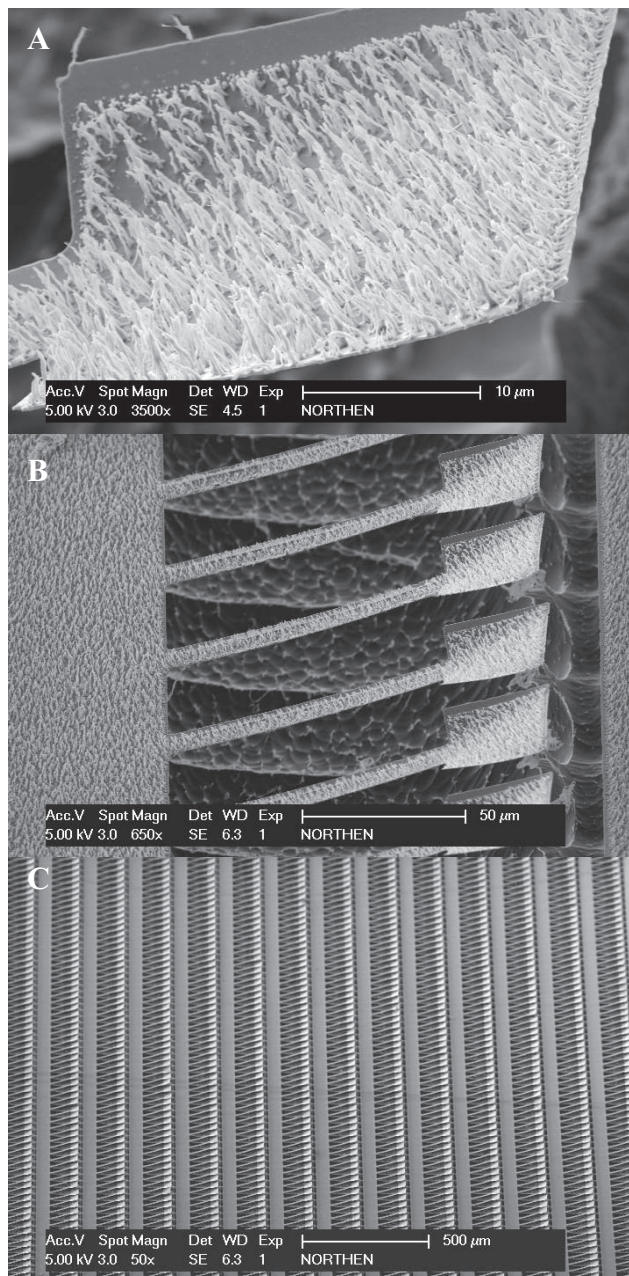 A
Acc.V Spot Magn Det WD Exp 10 µm
5.00 kV 3.0 3500x SE 4.5 1 NORTHEN
B
Acc.V Spot Magn Det WD Exp 50 µm
5.00 kV 3.0 650x SE 6.3 1 NORTHEN
C
Acc.V Spot Magn Det WD Exp 500 µm
5.00 kV 3.0 50x SE 6.3 1 NORTHEN